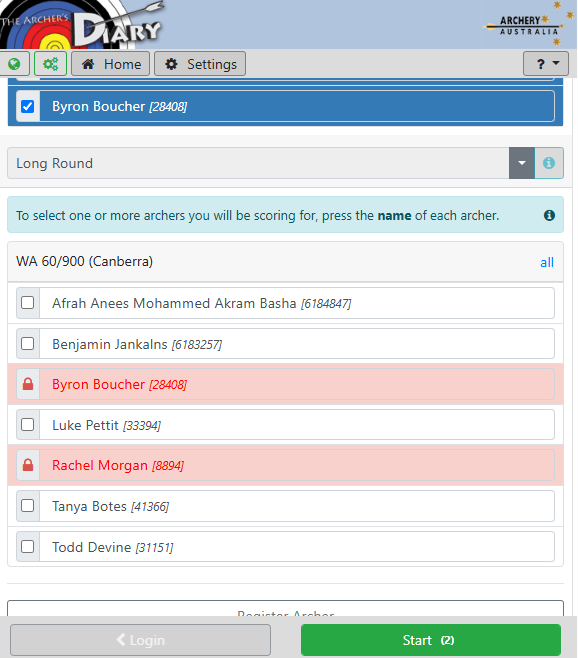 THE ARCHER'S
DIARY
ARCHERY
AUSTRALIA
Home
Settings
?
Byron Boucher [28408]
Long Round
To select one or more archers you will be scoring for, press the name of each archer.
WA 60/900 (Canberra)
all
Afrah Anees Mohammed Akram Basha [6184847]
Benjamin Jankalns [6183257]
Byron Boucher [28408]
Luke Pettit [33394]
Rachel Morgan [8894]
Tanya Botes [41366]
Todd Devine [31151]
Register Archer
Login
Start (2)